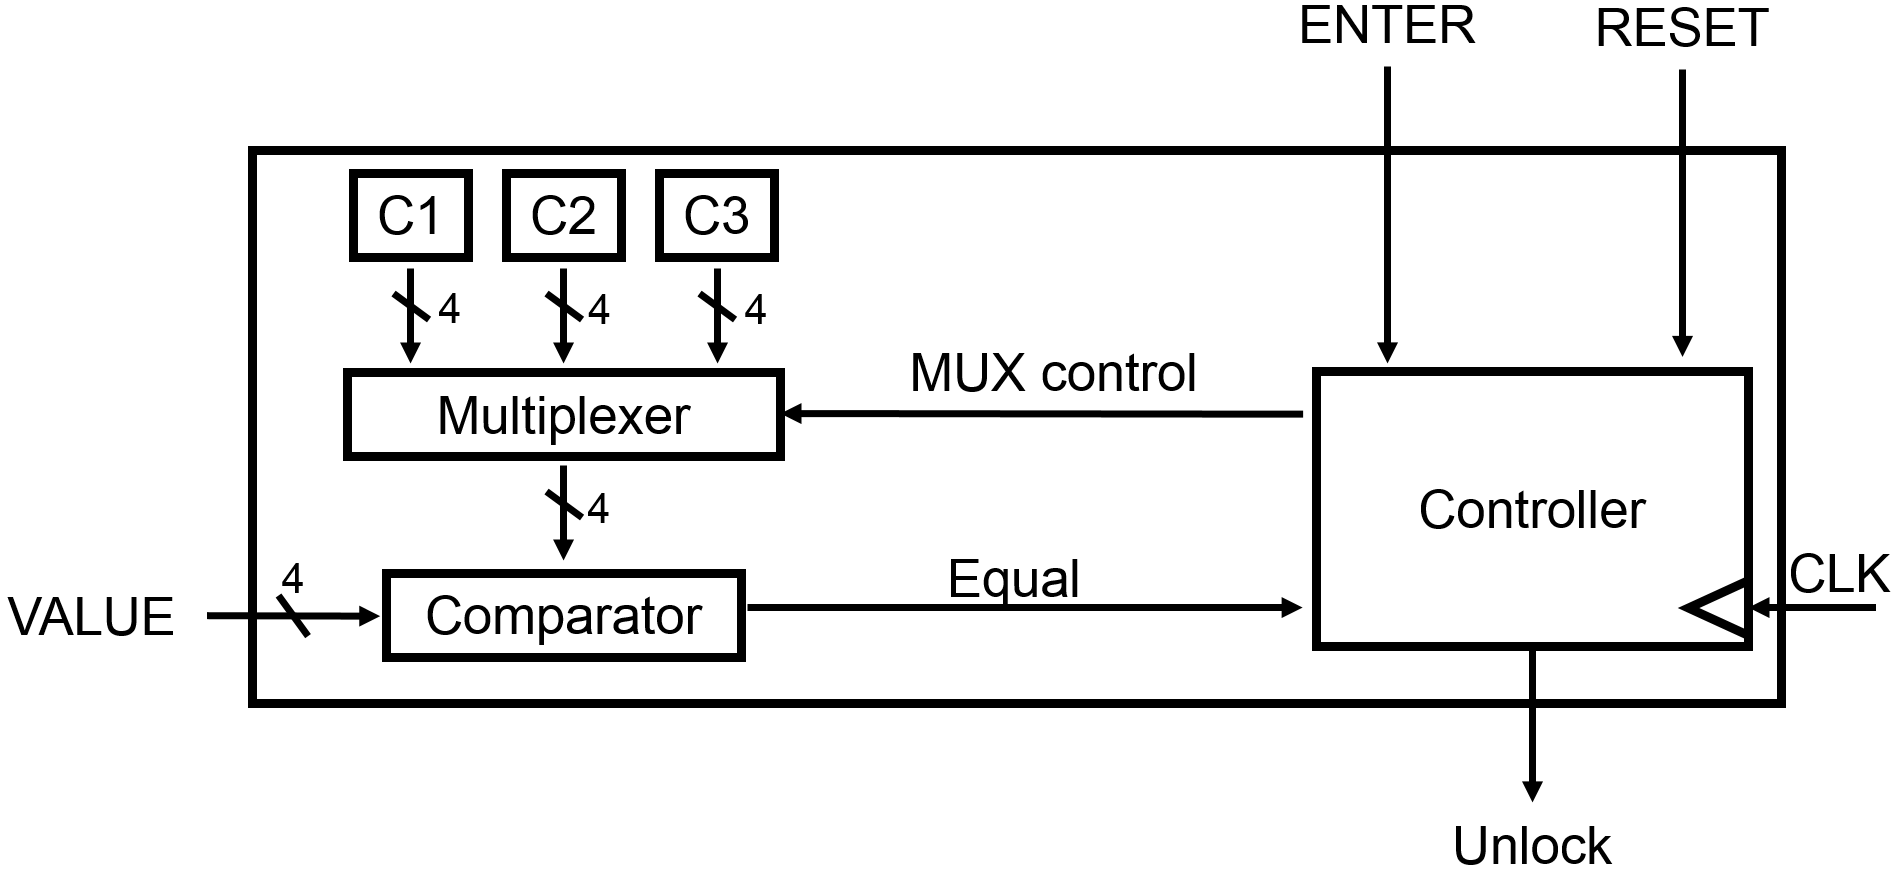 ENTER
RESET
C1
C2
C3
4
4
4
MUX control
Multiplexer
4
Controller
4
Equal
CLK
VALUE
Comparator
Unlock